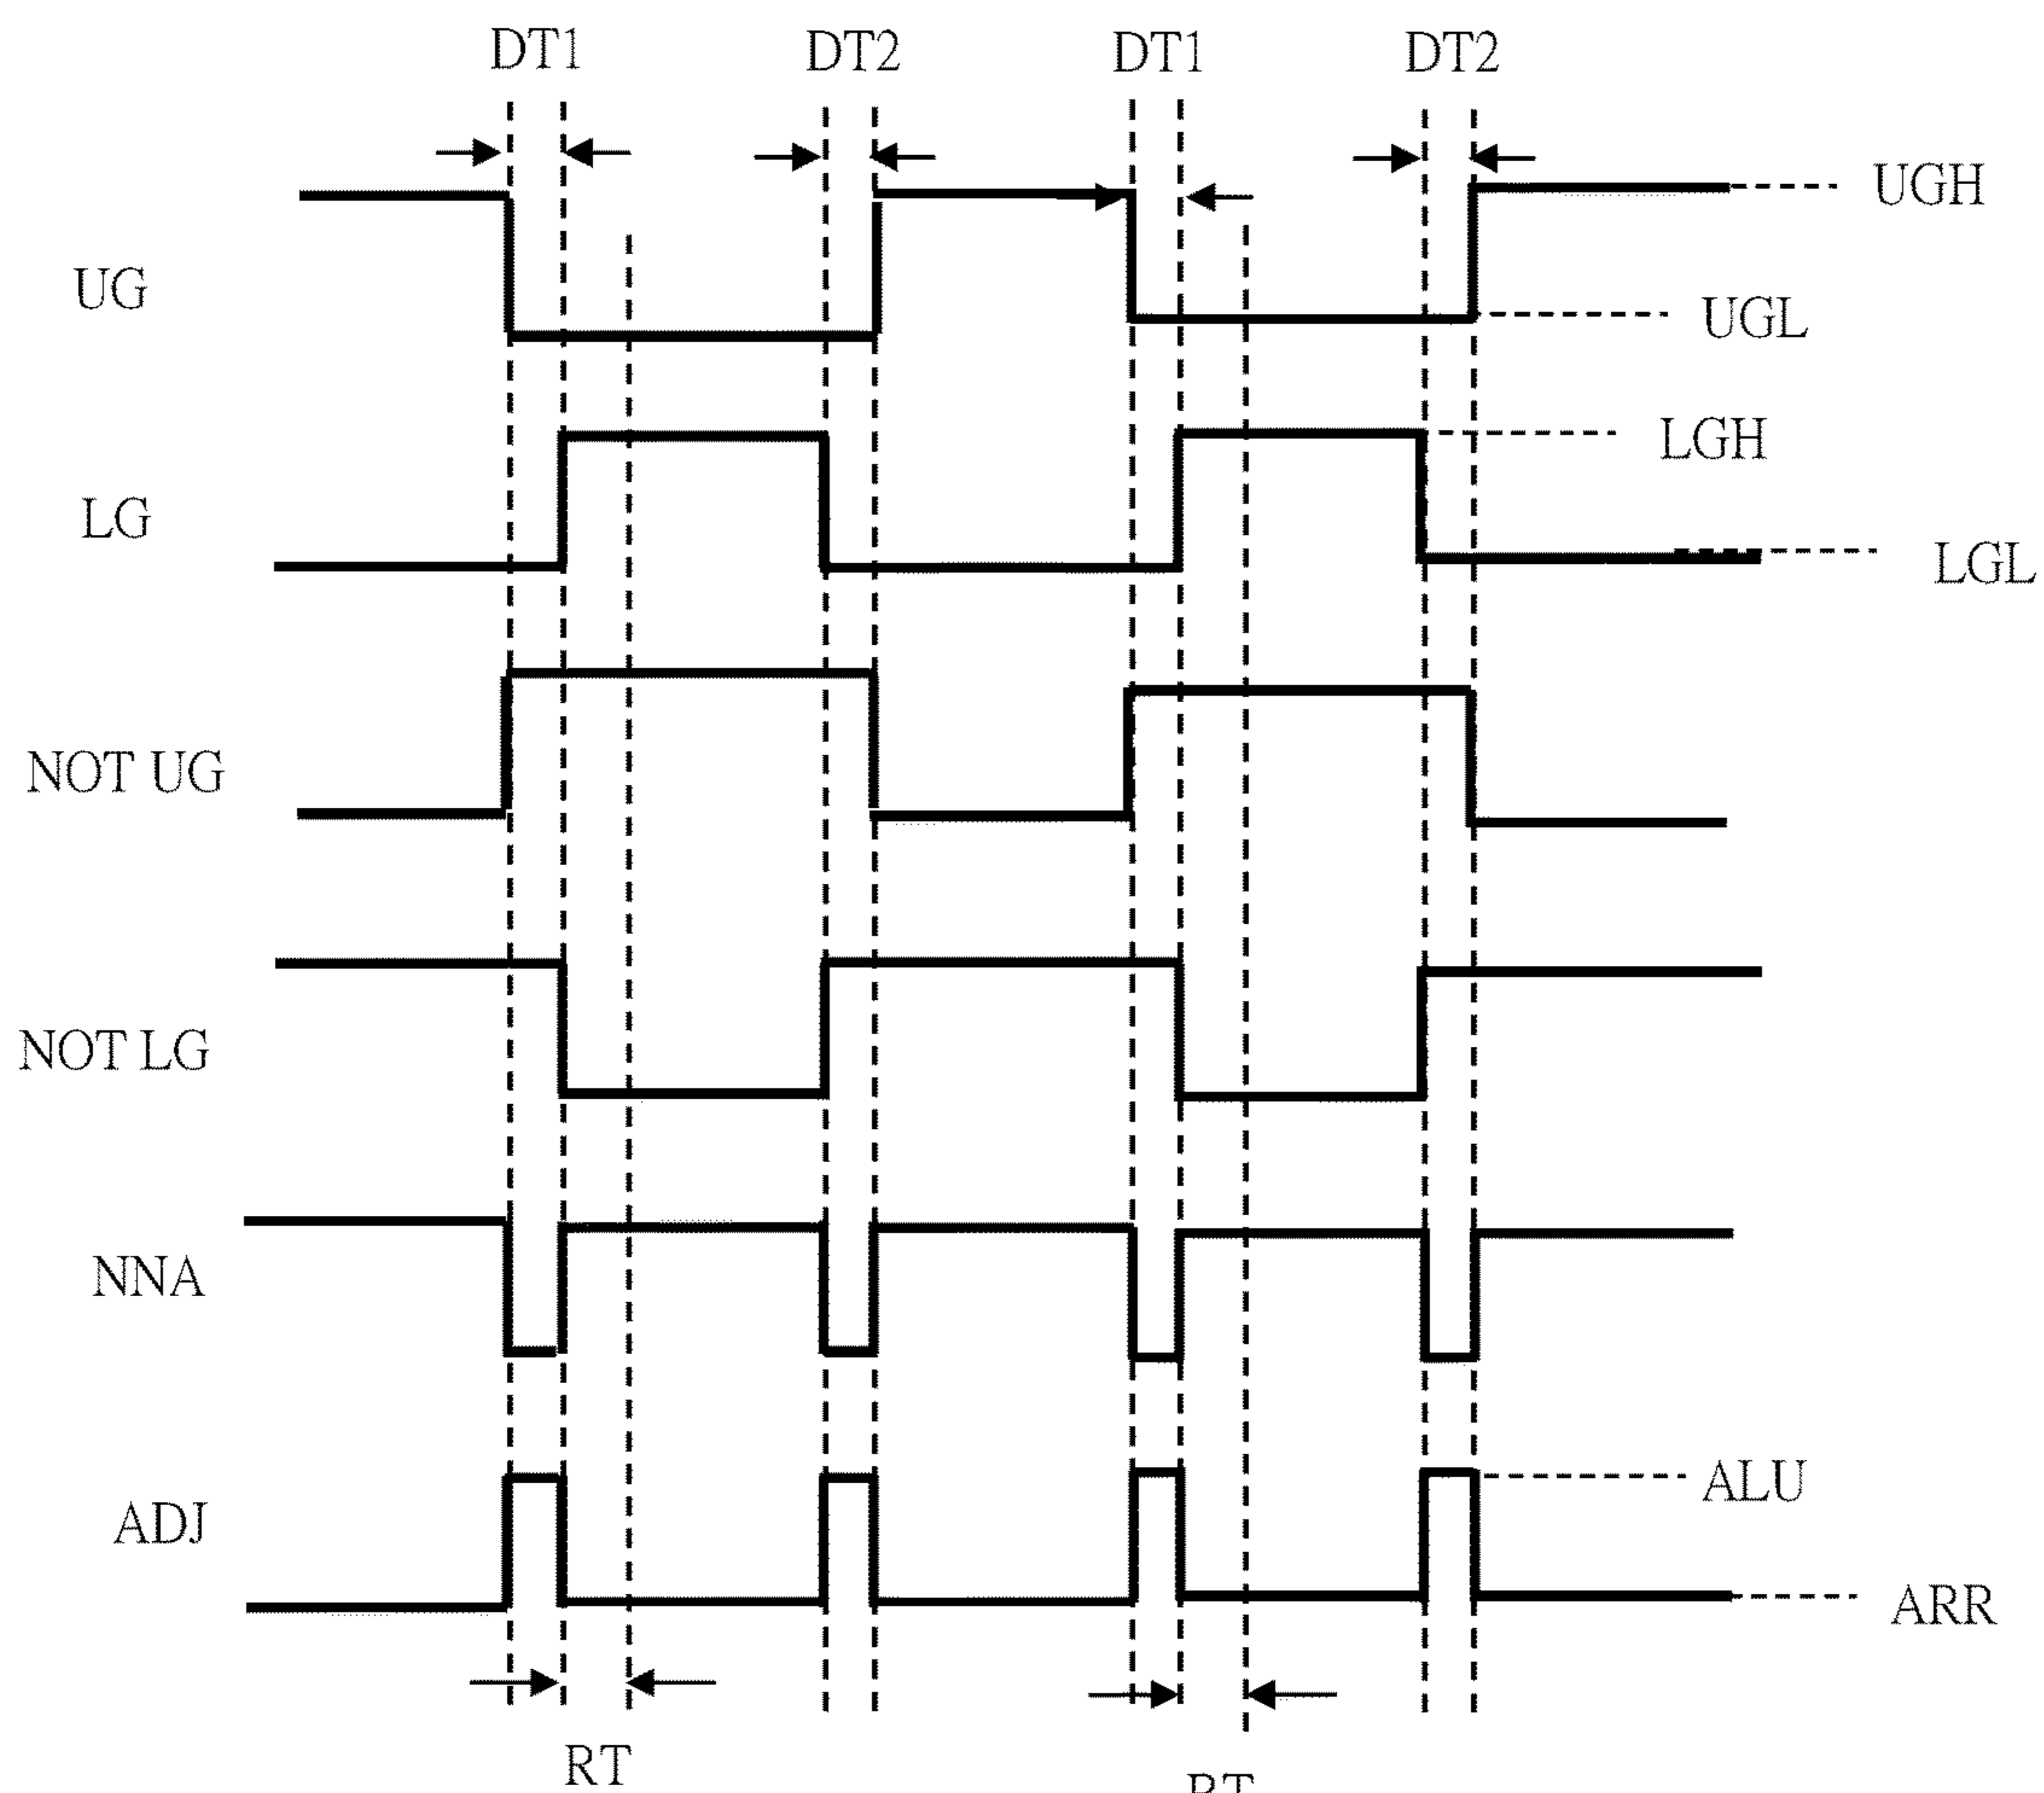 DT1 DT2 DT1 DT2
UGH
UG
UGL
LGH
LG
LGL
NOT UG
NOT LG
NNA
ALU
ADJ
ARR
RT
RT